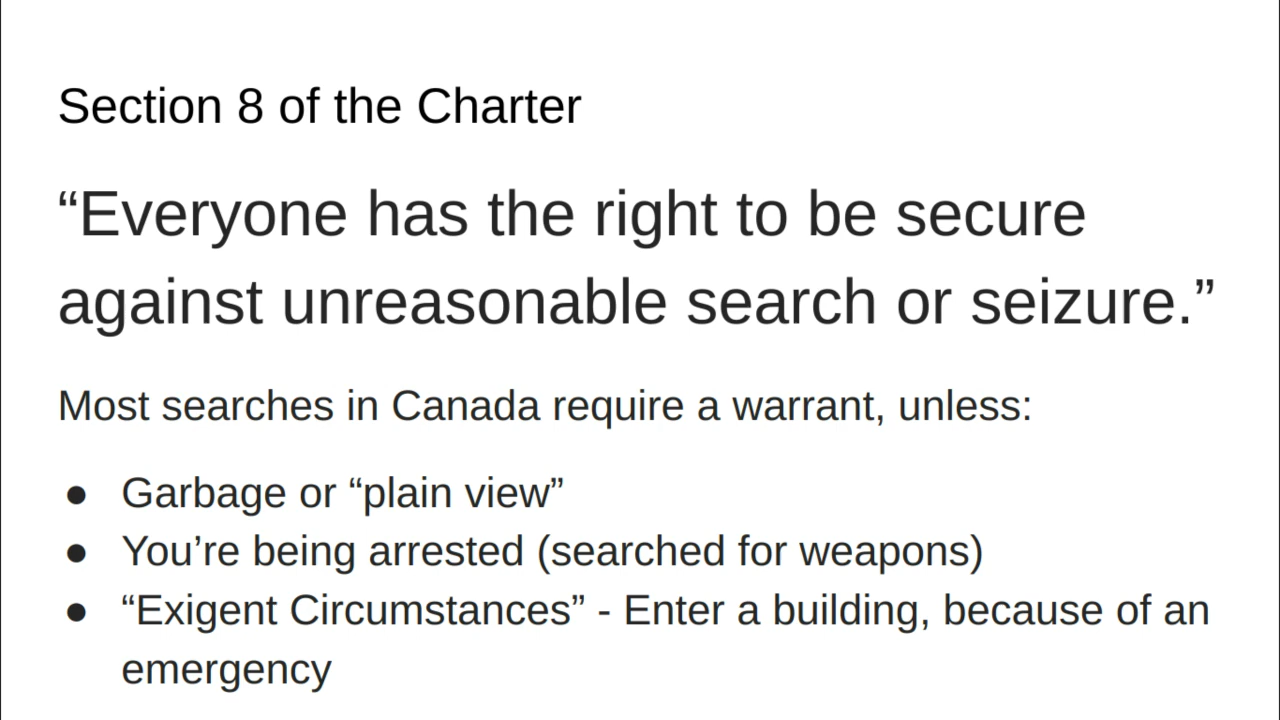 Section 8 of the Charter
“Everyone has the right to be secure
against unreasonable search or seizure.”
Most searches in Canada require a warrant, unless:
● Garbage or “plain view”
● You’re being arrested (searched for weapons)
● “Exigent Circumstances” - Enter a building, because of an
emergency